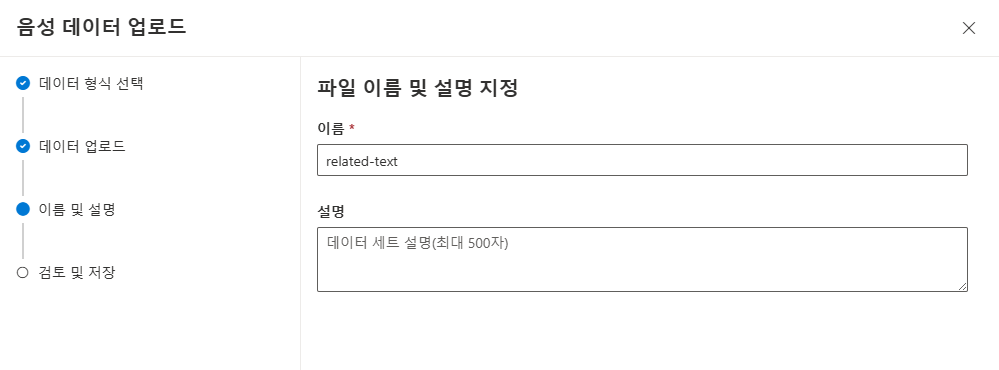 음성 데이터 업로드
데이터 형식 선택
데이터 업로드
이름 및 설명
검토 및 저장
파일 이름 및 설명 지정
이름 *
related-text
설명
데이터 세트 설명(최대 500자)